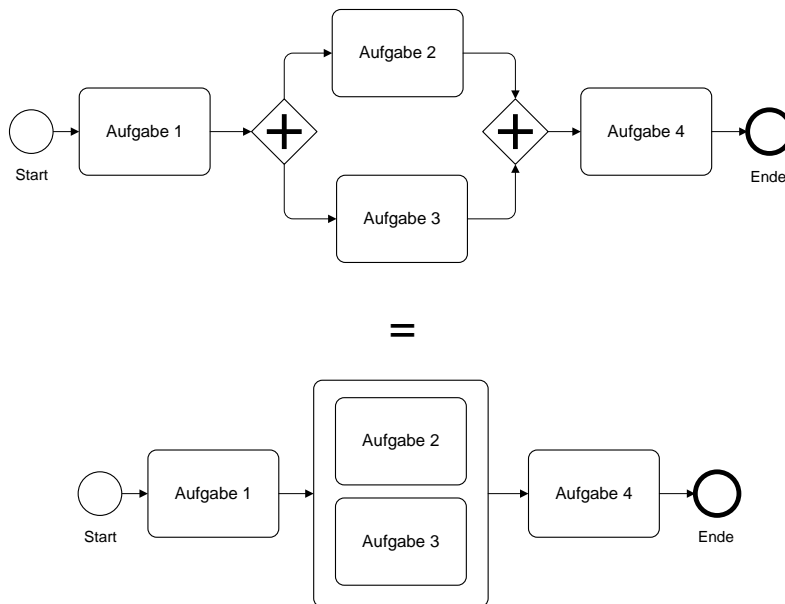 Aufgabe 2
Aufgabe 1
Aufgabe 4
Start
Ende
Aufgabe 3
=
Aufgabe 2
Aufgabe 1
Aufgabe 4
Start
Aufgabe 3
Ende